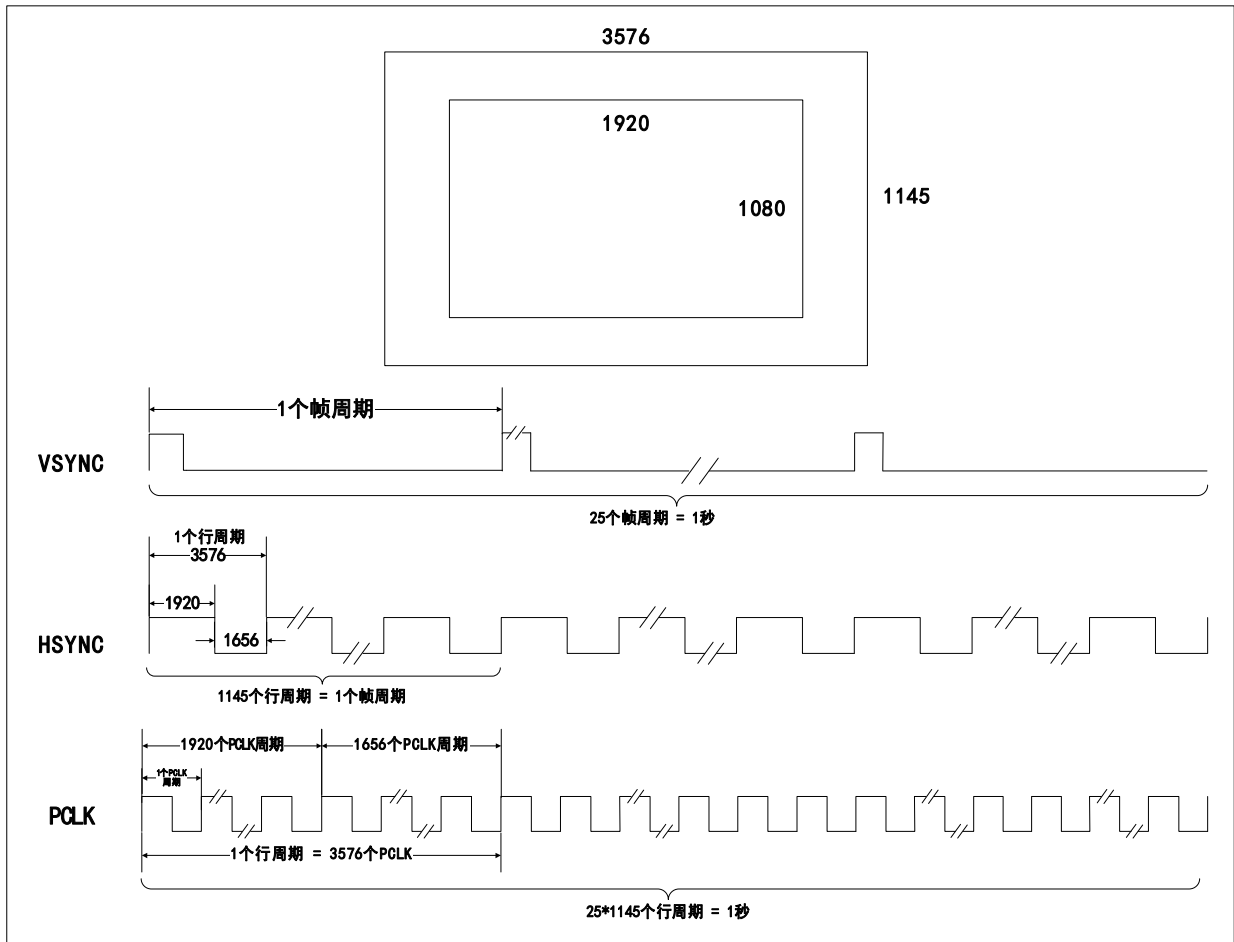 3576
1920
1080
1145
1个帧周期
VSYNC
25个帧周期 = 1秒
1个行周期
3576
1920
1656
HSYNC
1145个行周期 = 1个帧周期
1920个PCLK周期
1656个PCLK周期
1个PCLK
周期
PCLK
1个行周期 = 3576个PCLK
25*1145个行周期 = 1秒